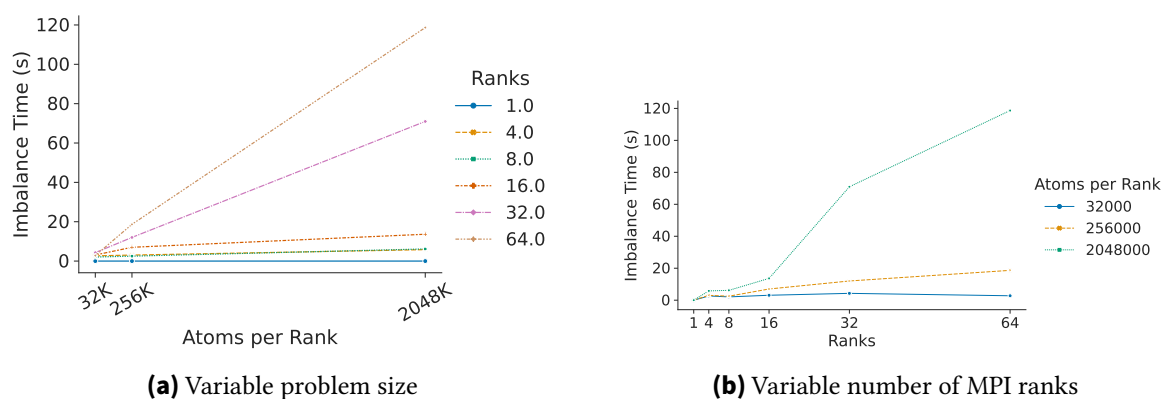 120
100
80
60
40
20
0
Imbalance Time (s)
32K
256K
2048K
Atoms per Rank
Ranks
1.0
4.0
8.0
16.0
32.0
64.0
(a) Variable problem size
120
100
80
60
40
20
0
Imbalance Time (s)
1 4 8 16 32 64
Ranks
Atoms per Rank
32000
256000
2048000
(b) Variable number of MPI ranks